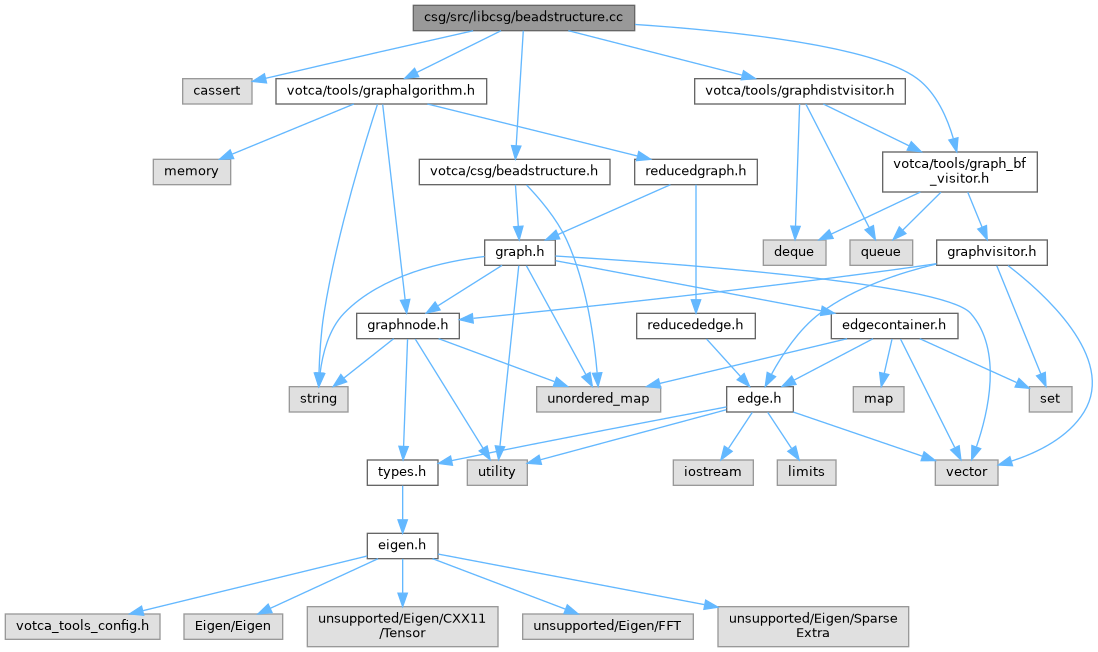 csg/src/libcsg/beadstructure.cc
cassert
votca/tools/graphalgorithm.h
votca/tools/graphdistvisitor.h
memory
votca/csg/beadstructure.h
reducedgraph.h
votca/tools/graph_bf
_visitor.h
graph.h
deque
queue
graphvisitor.h
graphnode.h
reducededge.h
edgecontainer.h
string
unordered_map
edge.h
map
set
types.h
utility
iostream
limits
vector
eigen.h
votca_tools_config.h
Eigen/Eigen
unsupported/Eigen/CXX11
/Tensor
unsupported/Eigen/FFT
unsupported/Eigen/Sparse
Extra